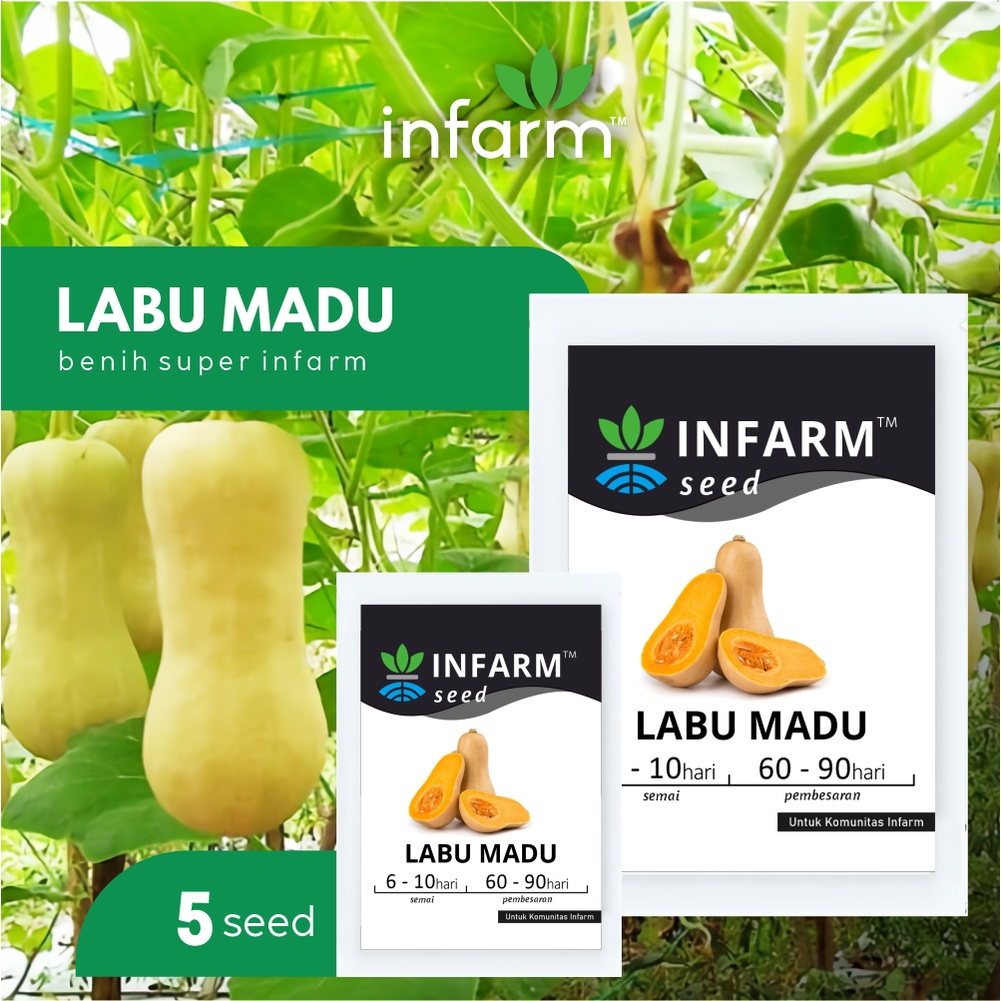 infarm™
LABU MADU
benih super infarm
INFARM™
seed
LABU MADU
- 10hari
60 - 90hari
semai
pembesaran
Untuk Komunitas Infarm
INFARM™
seed
LABU MADU
6 - 10hari
60 - 90hari
semai
pembesaran
Untuk Komunitas Infarm
5 seed